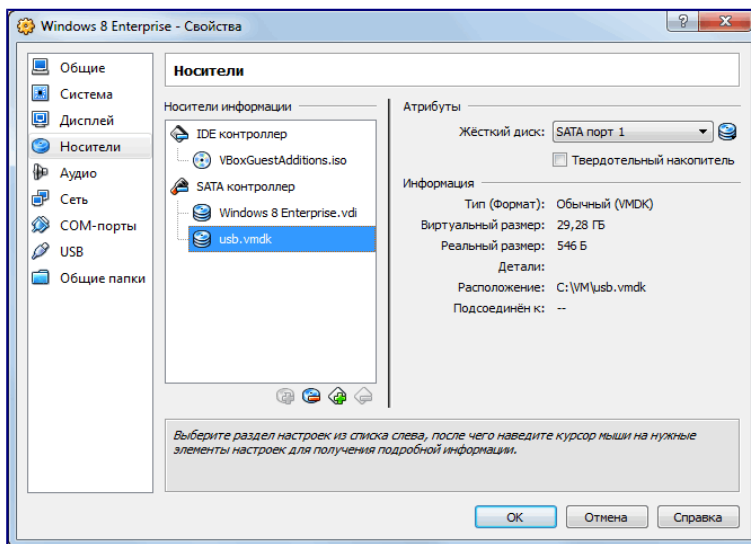 Windows 8 Enterprise - Свойства
Общие
Система
Дисплей
Носители
Аудио
Сеть
COM-порты
USB
Общие папки
Носители
Носители информации
IDE контроллер
VBoxGuestAdditions.iso
SATA контроллер
Windows 8 Enterprise.vdi
usb.vmdk
Атрибуты
Жёсткий диск: SATA порт 1
Твердотельный накопитель
Информация
Тип (Формат): Обычный (VMDK)
Виртуальный размер: 29,28 ГБ
Реальный размер: 546 Б
Детали:
Расположение: C:\VM\usb.vmdk
Подсоединён к: --
Выберите раздел настроек из списка слева, после чего наведите курсор мыши на нужные
элементы настроек для получения подробной информации.
OK Отмена Справка